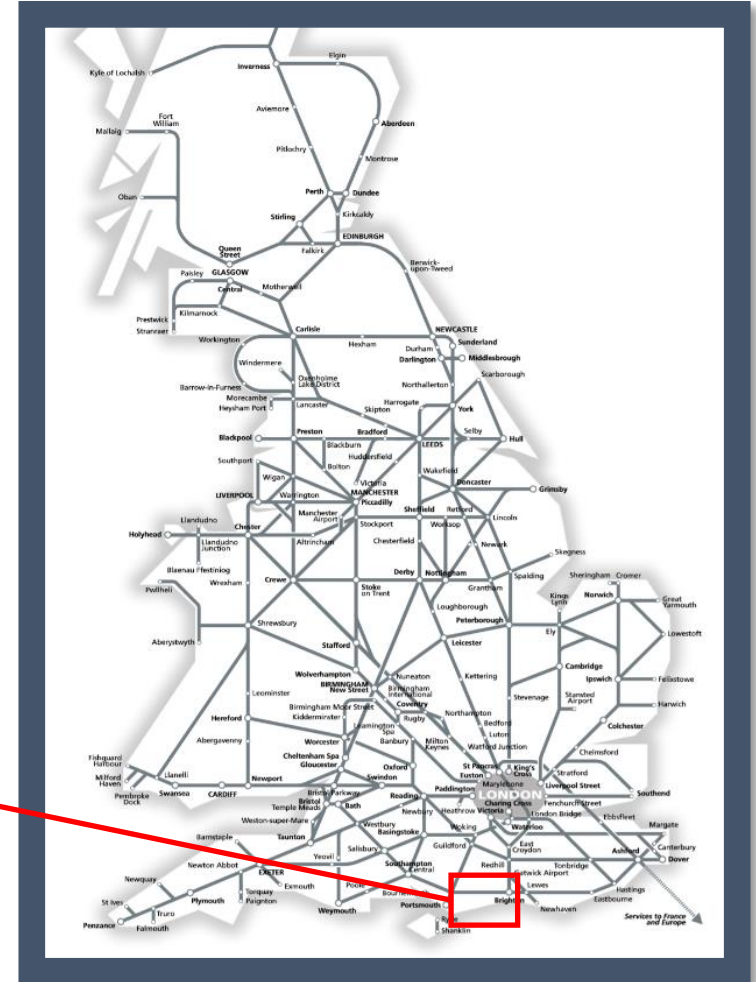 Elgin
Inverness
Kyle of Lochalsh
Aviemore
Fort
William
Aberdeen
Mallaig
Pitlochry
Montrose
Perth
Dundee
Oban
Stirling
Kirkcaldy
EDINBURGH
Queen
Street
Falkirk
Berwick-
upon-Tweed
Paisley
GLASGOW
Central
Motherwell
Prestwick
Kilmarnock
Stranraer
Carlisle
NEWCASTLE
Workington
Hexham
Sunderland
Durham
Darlington
Middlesbrough
Windermere
Oxenholme
Lake District
Scarborough
Barrow-in-Furness
Northallerton
Morecambe
Lancaster
Harrogate
Heysham Port
Skipton
York
Blackpool
Preston
Bradford
Selby
Blackburn
LEEDS
Hull
Southport
Huddersfield
Bolton
Wakefield
Wigan
Victoria
Doncaster
LIVERPOOL
Warrington
MANCHESTER
Piccadilly
Grimsby
Manchester
Airport
Sheffield
Retford
Llandudno
Stockport
Worksop
Lincoln
Holyhead
Chester
Llandudno
Junction
Altrincham
Chesterfield
Newark
Skegness
Blaenau Ffestiniog
Derby
Nottingham
Pwllheli
Wrexham
Crewe
Stoke
on Trent
Grantham
Spalding
Sheringham
Cromer
Kings
Lynn
Norwich
Great
Yarmouth
Loughborough
Peterborough
Shrewsbury
Ely
Aberystwyth
Stafford
Leicester
Lowestoft
Wolverhampton
Cambridge
BIRMINGHAM
New Street
Nuneaton
Kettering
Ipswich
Felixstowe
Birmingham
International
Leominster
Stevenage
Stansted
Airport
Birmingham Moor Street
Coventry
Harwich
Hereford
Kidderminster
Rugby
Northampton
Leamington
Spa
Bedford
Colchester
Worcester
Banbury
Milton
Keynes
Luton
Abergavenny
Watford Junction
Chelmsford
Cheltenham Spa
Fishguard
Harbour
Gloucester
Oxford
St Pancras
King's
Cross
Euston
Stratford
Llanelli
Newport
Swindon
Marylebone
Milford
Haven
Paddington
Liverpool Street
Pembroke
Dock
Swansea
CARDIFF
Bristol Parkway
Reading
LONDON
Southend
Bristol
Temple Meads
Bath
Charing Cross
Fenchurch Street
Newbury
Heathrow
Victoria
London Bridge
Ebbsfleet
Weston-super-Mare
Westbury
Waterloo
Margate
Barnstaple
Taunton
Basingstoke
Woking
Salisbury
Guildford
East
Croydon
Canterbury
Yeovil
Ashford
Dover
Newton Abbot
EXETER
Southampton
Central
Redhill
Tonbridge
Gatwick Airport
Newquay
Exmouth
Poole
Lewes
Hastings
Torquay
Bournemouth
Brighton
Eastbourne
St Ives
Plymouth
Paignton
Portsmouth
Newhaven
Truro
Weymouth
Ryde
Services to France
and Europe
Penzance
Falmouth
Shanklin